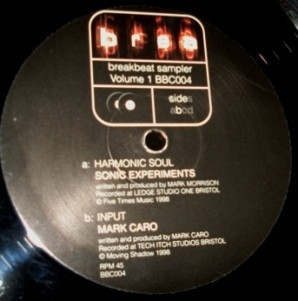 breakbeat sampler
Volume 1 BBC004
sides
abcd
a: HARMONIC SOUL
SONIC EXPERIMENTS
written and produced by MARK MORRISON
Recorded at LEDGE STUDIO ONE BRISTOL
© Five Times Music 1996
b: INPUT
MARK CARO
written and produced by MARK CARO
Recorded at TECH ITCH STUDIOS BRISTOL
© Moving Shadow 1996
RPM 45
BBC004